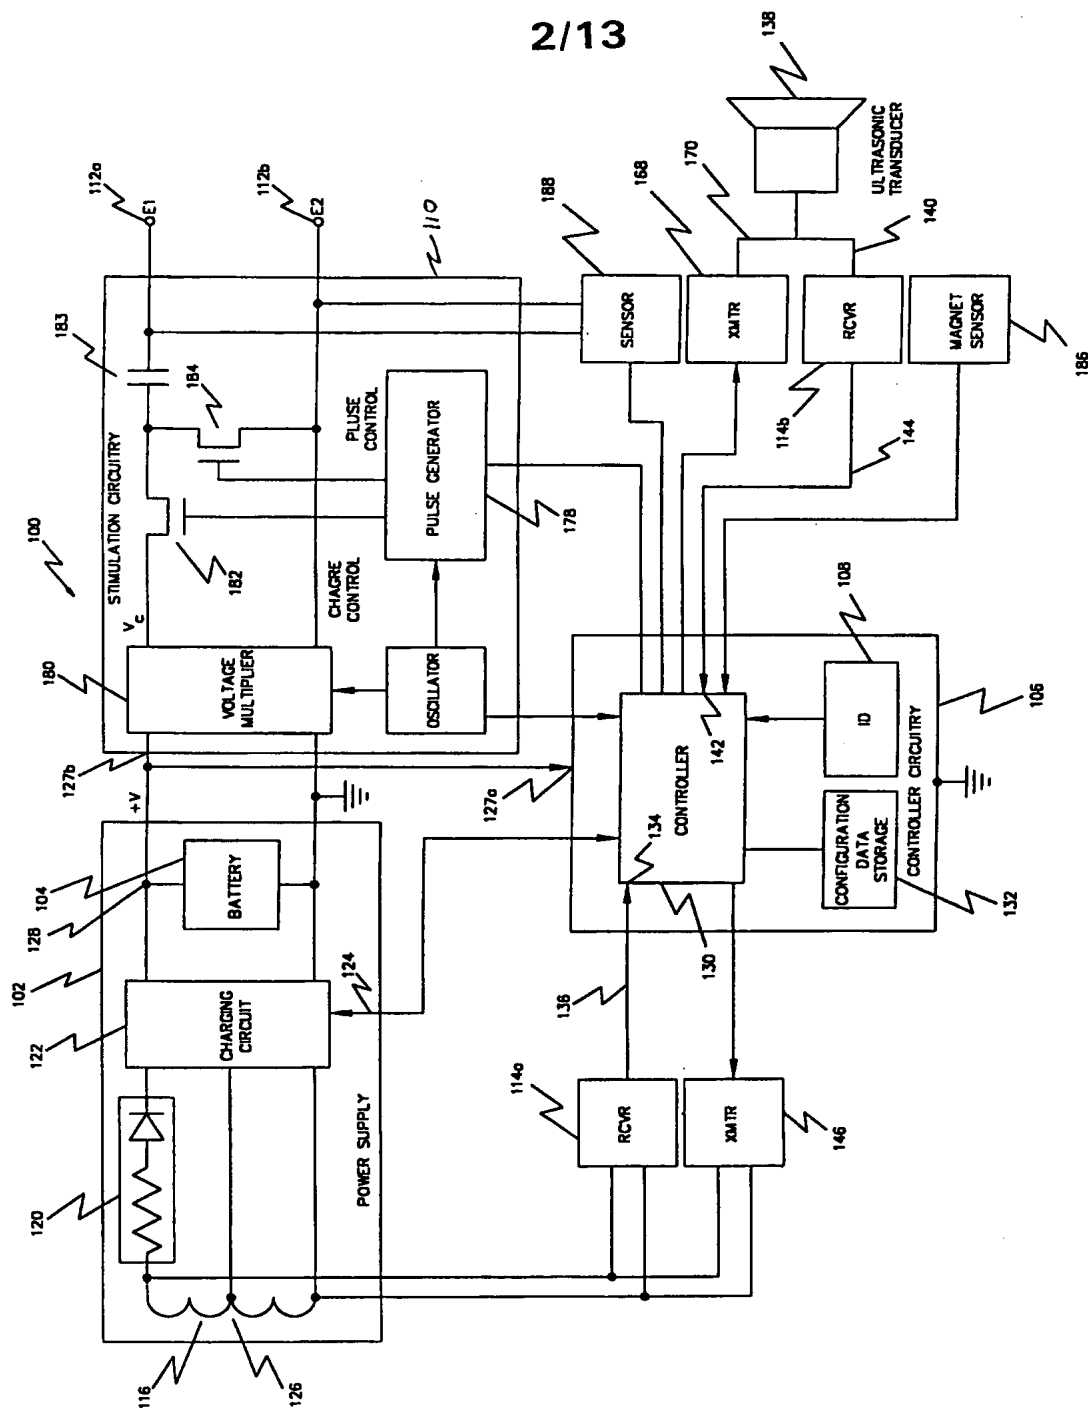 2/13
100
102
128
104
122
120
116
126
124
POWER SUPPLY
CHARGING
CIRCUIT
BATTERY
+V
127b
127a
180
VOLTAGE
MULTIPLIER
Vc
STIMULATION CIRCUITRY
182
184
183
112a
E1
112b
E2
110
CHAGRE
CONTROL
PLUSE
CONTROL
OSCILLATOR
PULSE GENERATOR
178
188
SENSOR
168
XMTR
170
138
ULTRASONIC
TRANSDUCER
140
RCVR
114b
144
MAGNET
SENSOR
186
114a
RCVR
XMTR
146
136
134
CONTROLLER
142
130
ID
108
CONFIGURATION
DATA
STORAGE
132
CONTROLLER CIRCUITRY
106